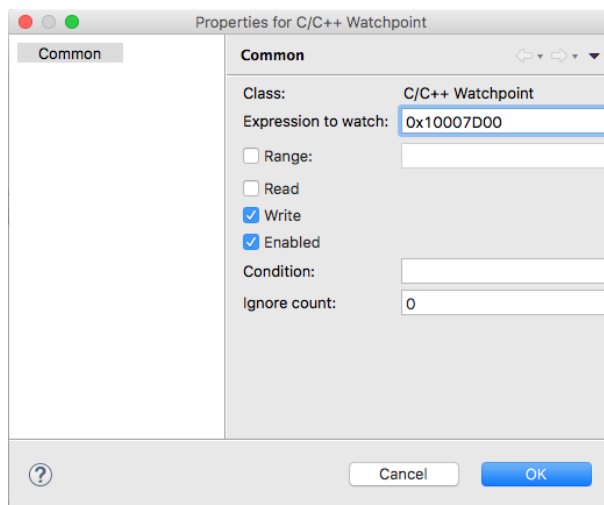 Properties for C/C++ Watchpoint
Common
Common
Class: C/C++ Watchpoint
Expression to watch: 0x10007D00
Range:
Read
Write
Enabled
Condition:
Ignore count: 0
? Cancel OK